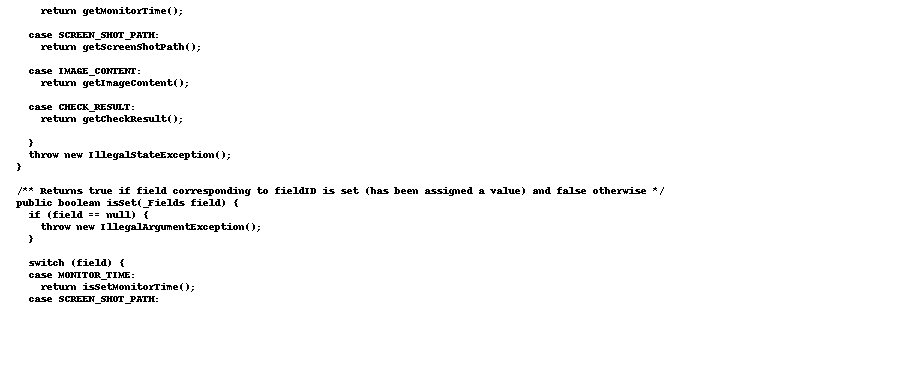 return getMonitorTime();
case SCREEN_SHOT_PATH:
return getScreenShotPath();
case IMAGE_CONTENT:
return getImageContent();
case CHECK_RESULT:
return getCheckResult();
}
throw new IllegalStateException();
}
/** Returns true if field corresponding to fieldID is set (has been assigned a value) and false otherwise */
public boolean isSet(_Fields field) {
if (field == null) {
throw new IllegalArgumentException();
}
switch (field) {
case MONITOR_TIME:
return isSetMonitorTime();
case SCREEN_SHOT_PATH: